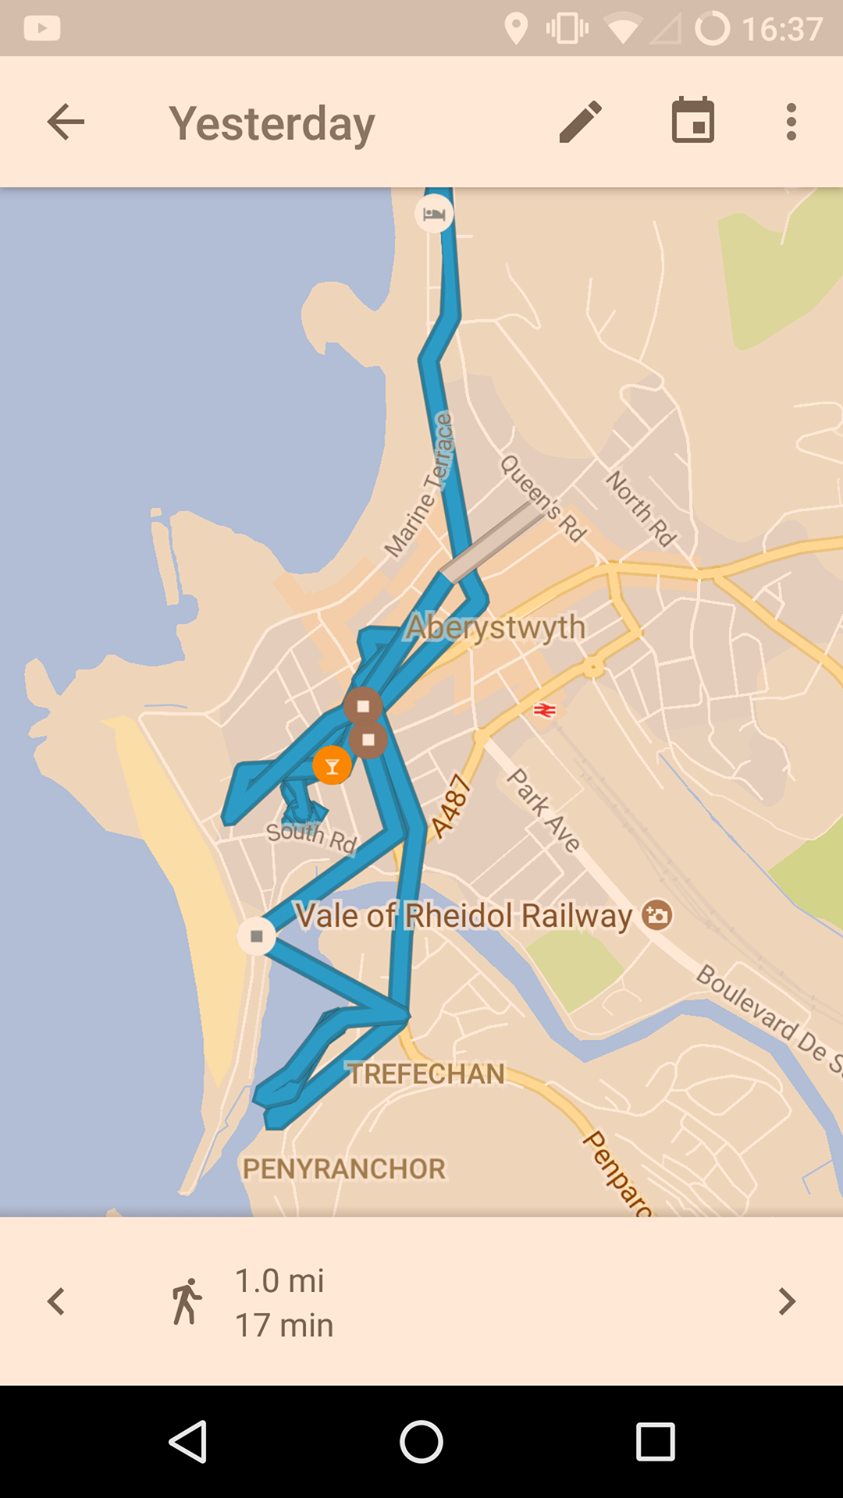 16:37
Yesterday
Marine Terrace
Queen's Rd
North Rd
Aberystwyth
A487
Park Ave
South Rd
Vale of Rheidol Railway
Boulevard De S
TREFECHAN
PENYRANCHOR
Penparc
1.0 mi
17 min